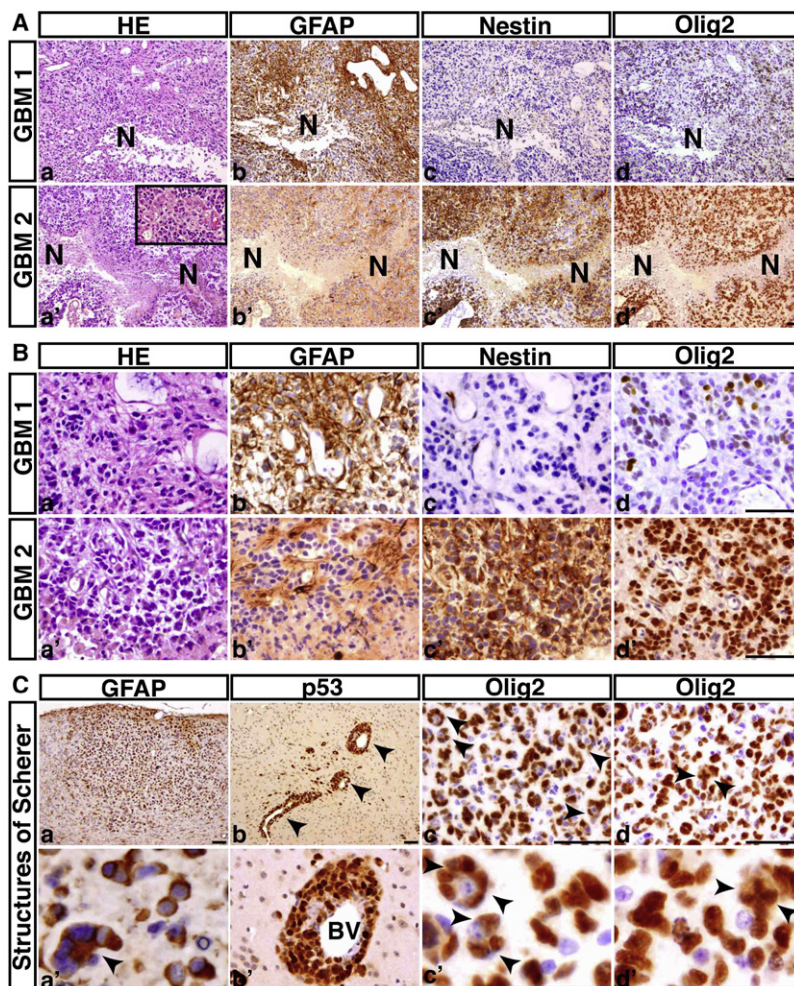 A HE GFAP Nestin Olig2
GBM 1
N N
a b c d
GBM 2
N N N N N N N N
a' b' c' d'
B HE GFAP Nestin Olig2
GBM 1
a b c d
GBM 2
a' b' c' d'
C GFAP p53 Olig2 Olig2
Structures of Scherer
a b c d
BV
a' b' c' d'